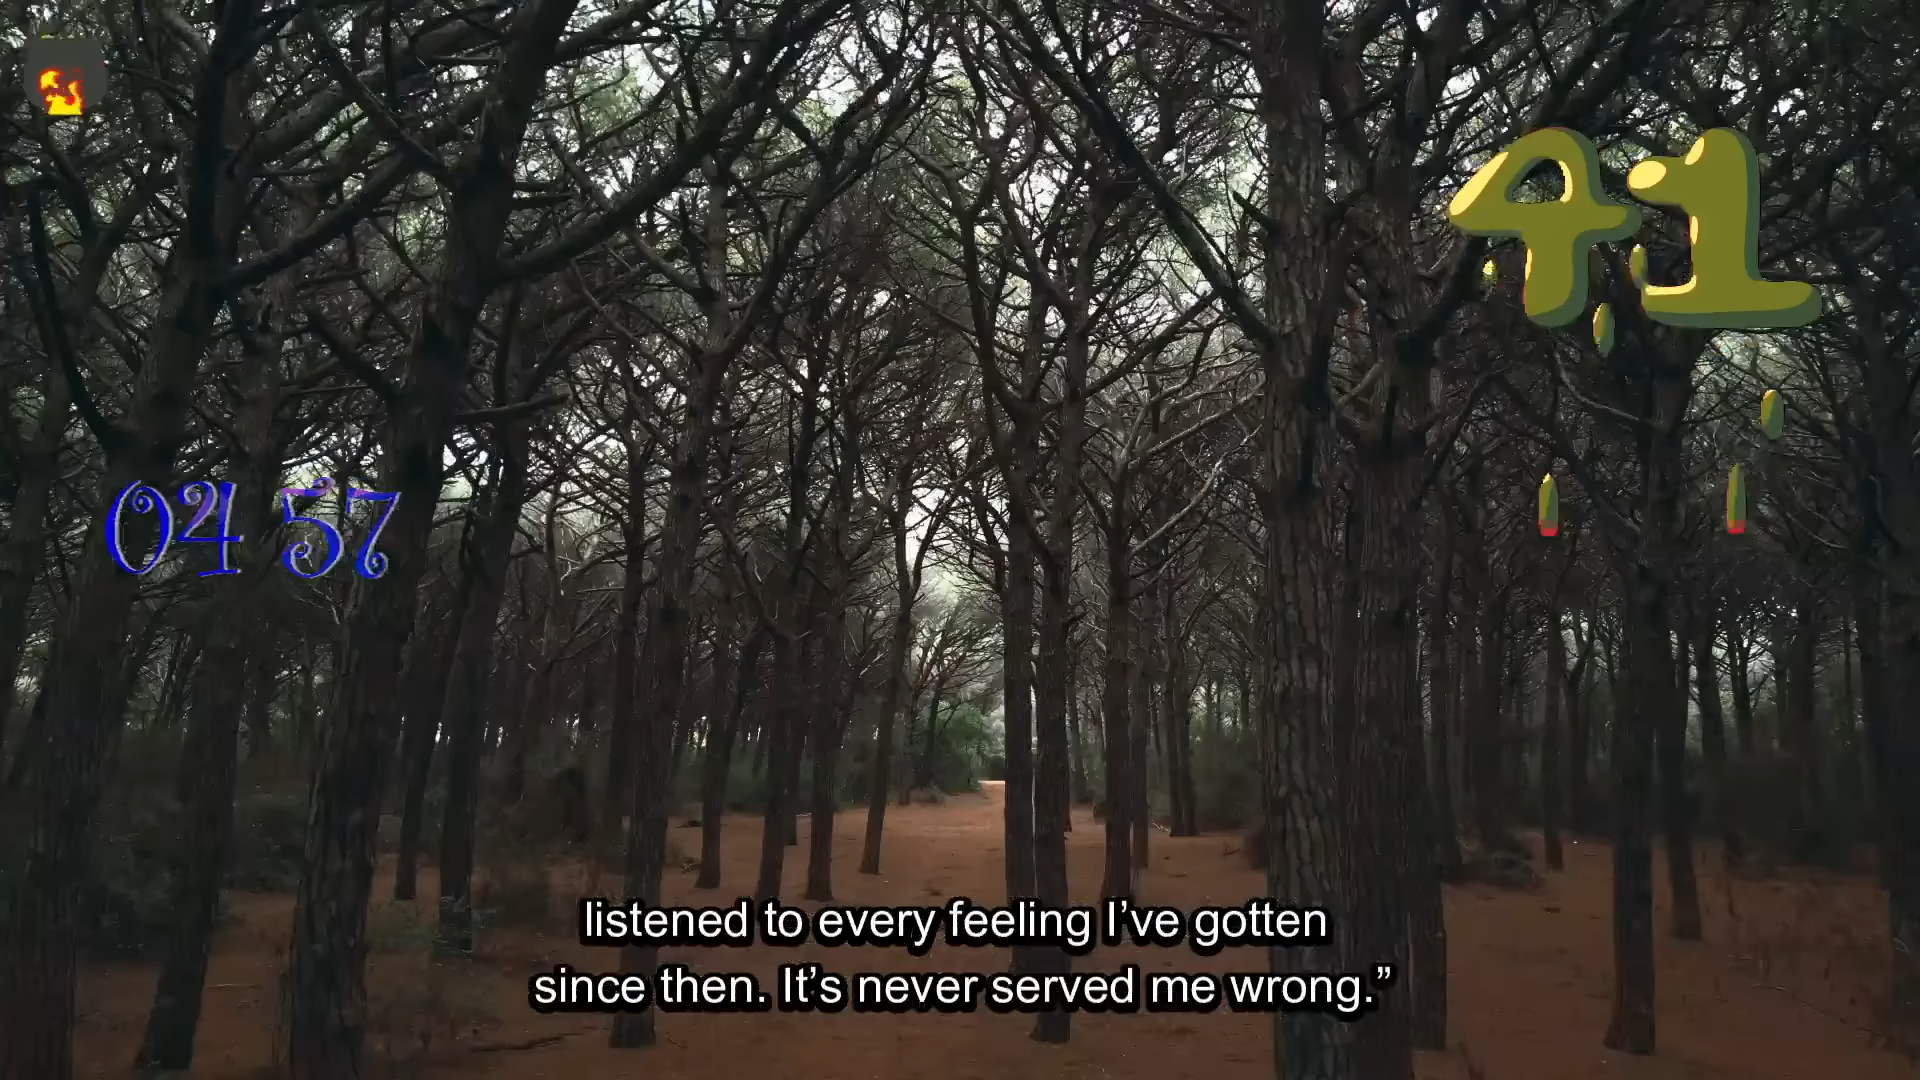 41
04 57
listened to every feeling I’ve gotten
since then. It’s never served me wrong.”